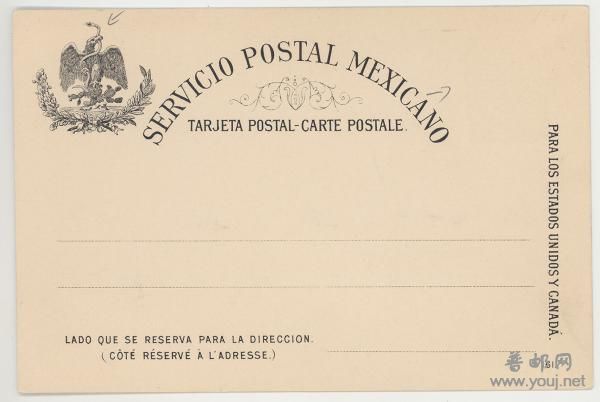 SERVICIO POSTAL MEXICANO
TARJETA POSTAL-CARTE POSTALE.
PARA LOS ESTADOS UNIDOS Y CANADÁ.
LADO QUE SE RESERVA PARA LA DIRECCION.
(CÔTÉ RÉSERVÉ À L'ADRESSE.)
普邮网
www.youj.net